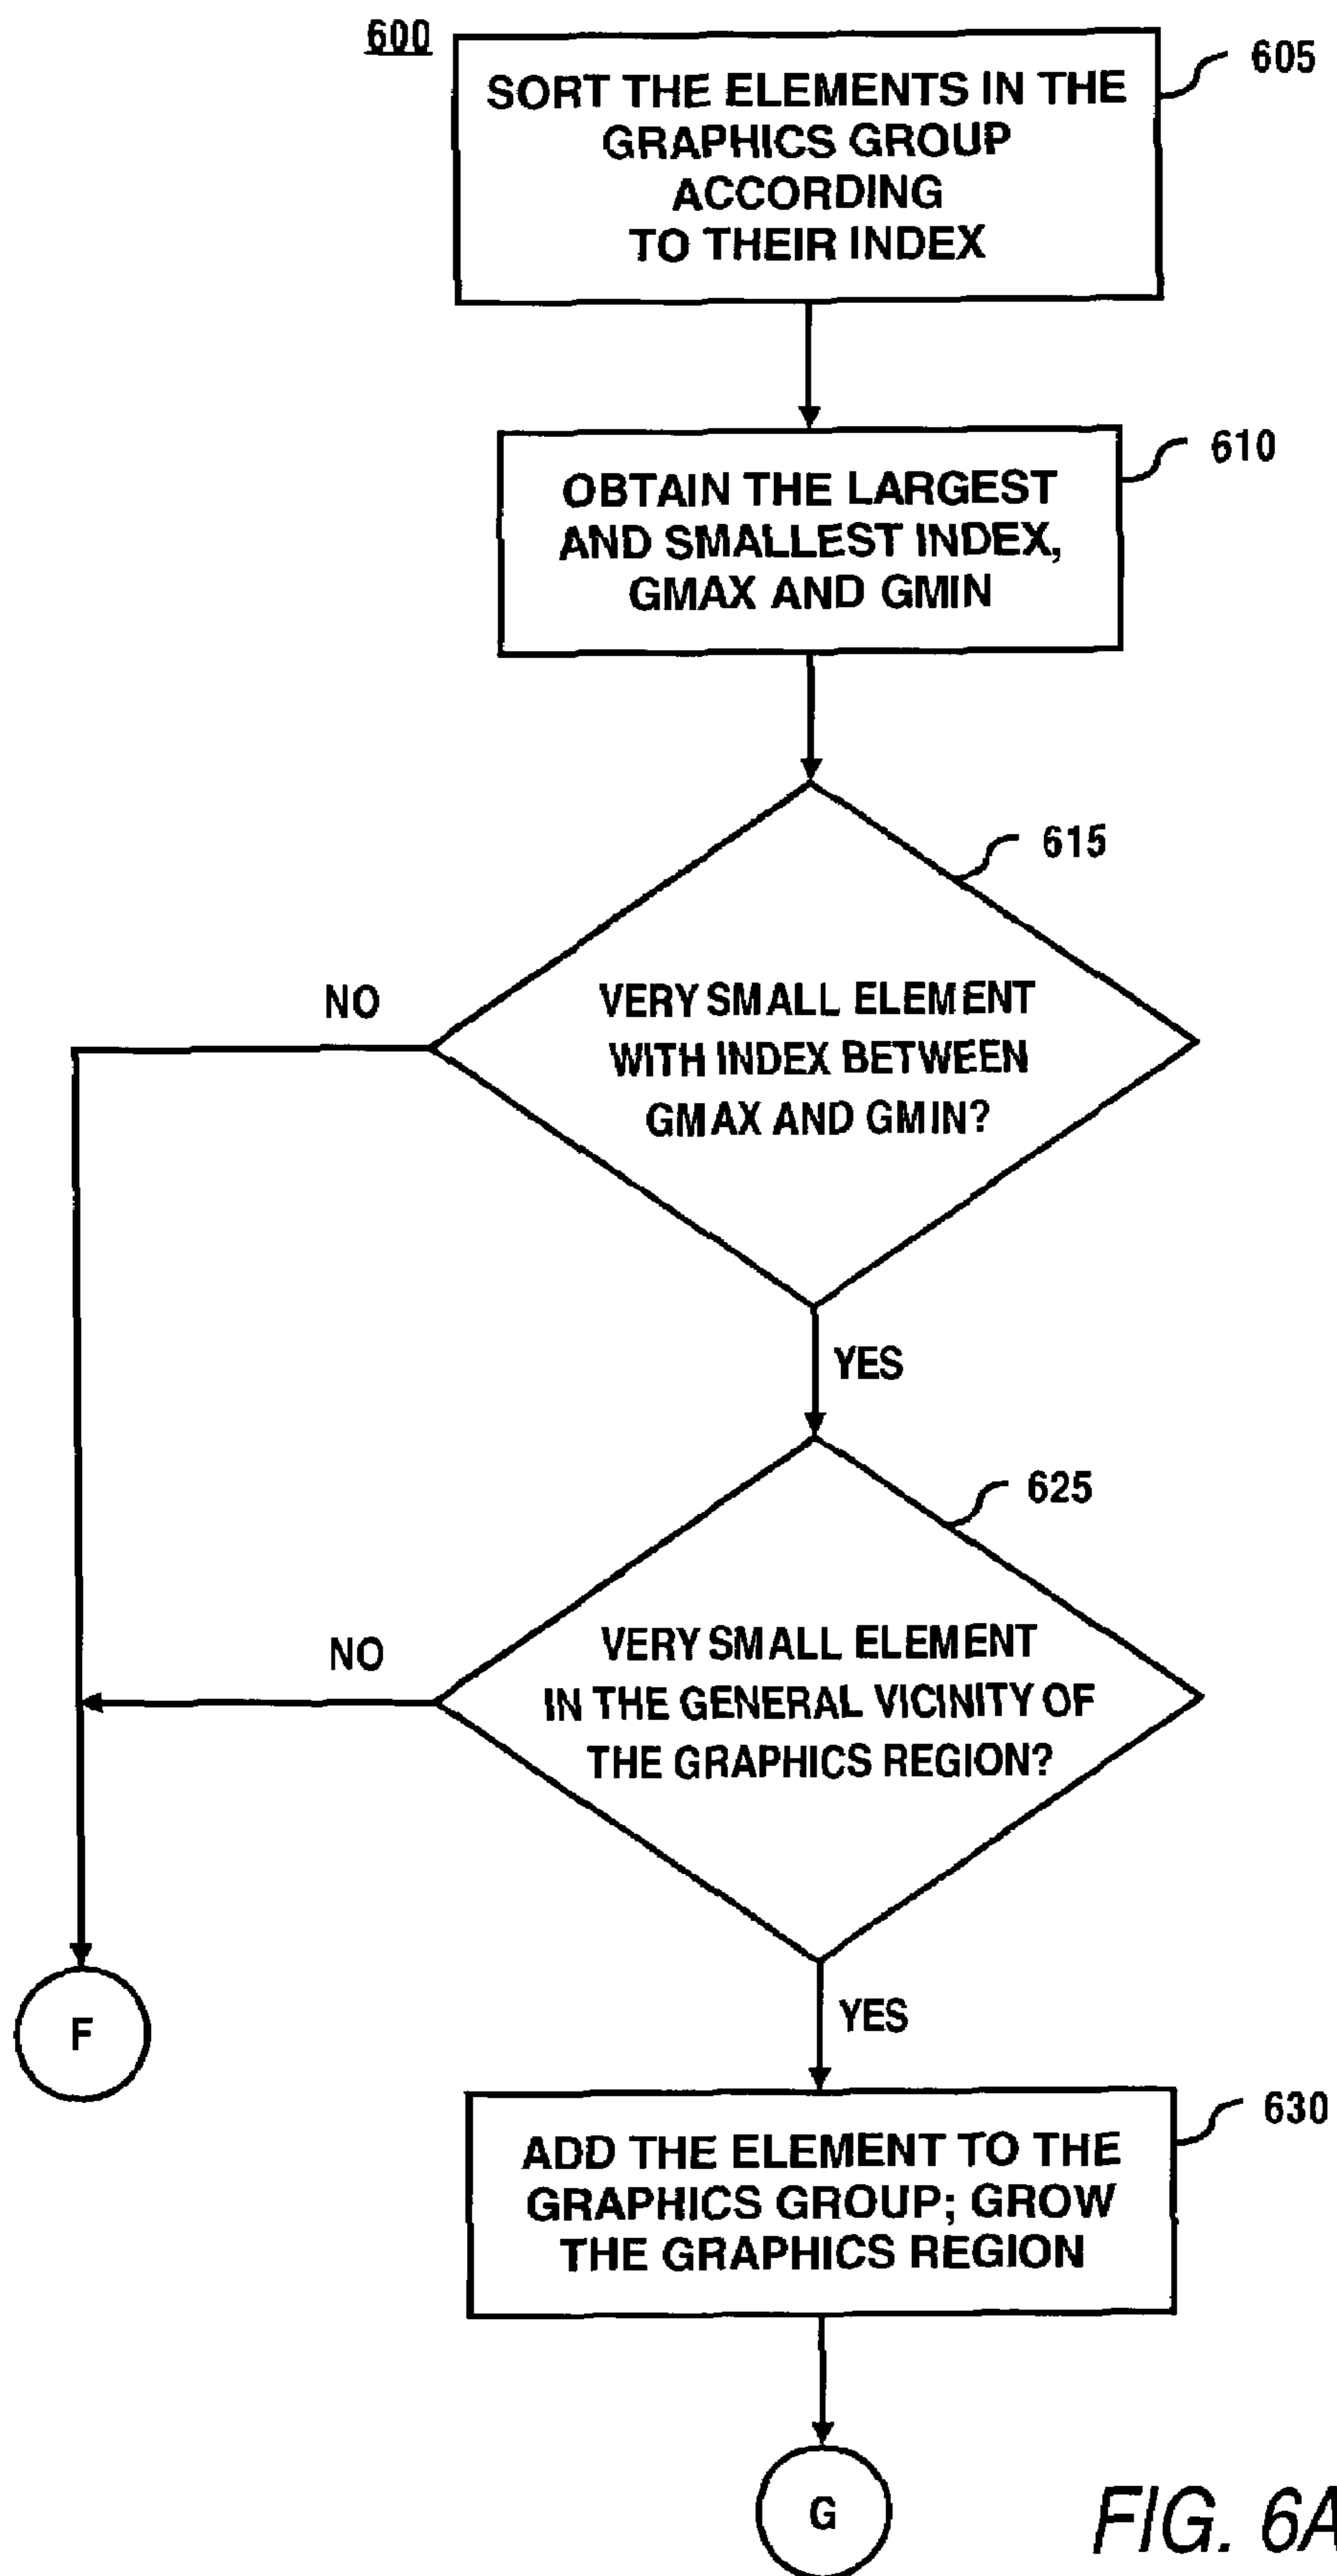 600
605
SORT THE ELEMENTS IN THE
GRAPHICS GROUP
ACCORDING
TO THEIR INDEX
610
OBTAIN THE LARGEST
AND SMALLEST INDEX,
GMAX AND GMIN
615
NO
VERY SMALL ELEMENT
WITH INDEX BETWEEN
GMAX AND GMIN?
YES
625
NO
VERY SMALL ELEMENT
IN THE GENERAL VICINITY OF
THE GRAPHICS REGION?
F
YES
630
ADD THE ELEMENT TO THE
GRAPHICS GROUP; GROW
THE GRAPHICS REGION
G
FIG. 6A